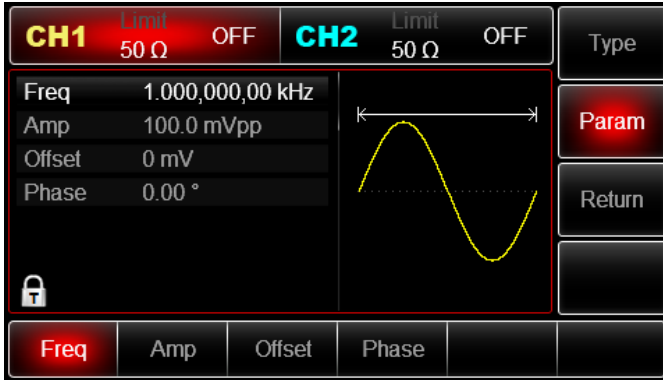 CH1 Limit 50 Ω OFF CH2 Limit 50 Ω OFF
Type
Freq 1.000,000,00 kHz
Amp 100.0 mVpp
Offset 0 mV
Phase 0.00 °
Param
Return
T
Freq Amp Offset Phase